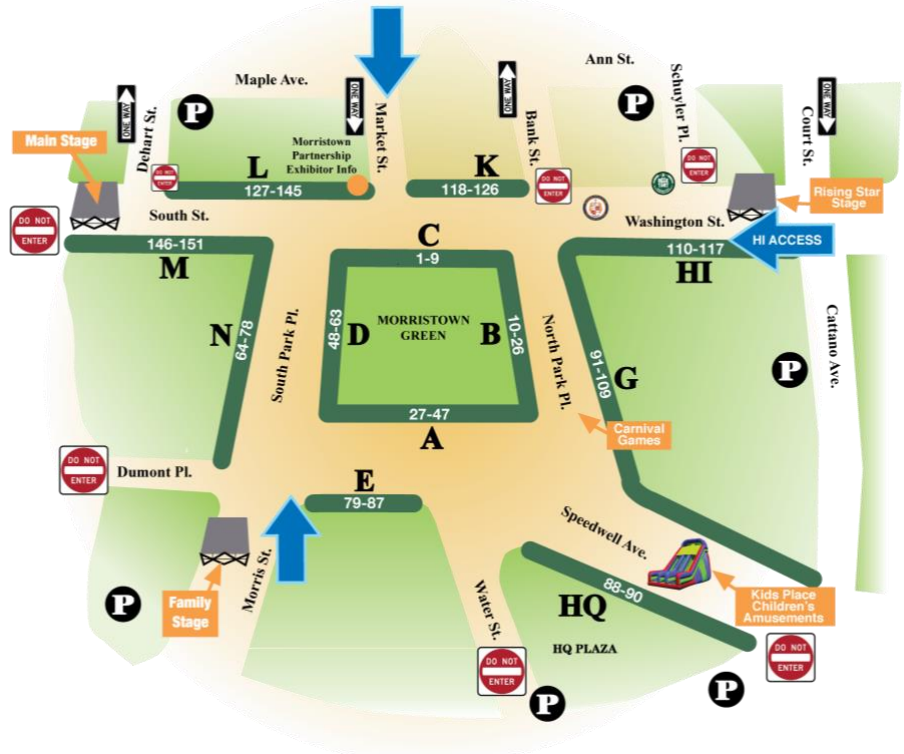 Maple Ave.
Ann St.
Schuyler Pl.
Court St.
Cattano Ave.
ONE WAY
ONE WAY
ONE WAY
ONE WAY
P
P
Dehart St.
Market St.
Bank St.
Main Stage
Morristown
Partnership
Exhibitor Info
DO NOT
ENTER
DO NOT
ENTER
DO NOT
ENTER
L
127-145
K
118-126
Rising Star
Stage
DO NOT
ENTER
South St.
Washington St.
146-151
M
C
1-9
110-117
HI
HI ACCESS
N
64-78
South Park Pl.
48-63
D
MORRISTOWN
GREEN
B
10-26
North Park Pl.
91-109
G
P
27-47
A
Carnival
Games
DO NOT
ENTER
Dumont Pl.
E
79-87
Speedwell Ave.
Morris St.
Family
Stage
P
Water St.
88-90
HQ
HQ PLAZA
Kids Place
Children's
Amusements
DO NOT
ENTER
DO NOT
ENTER
P
P